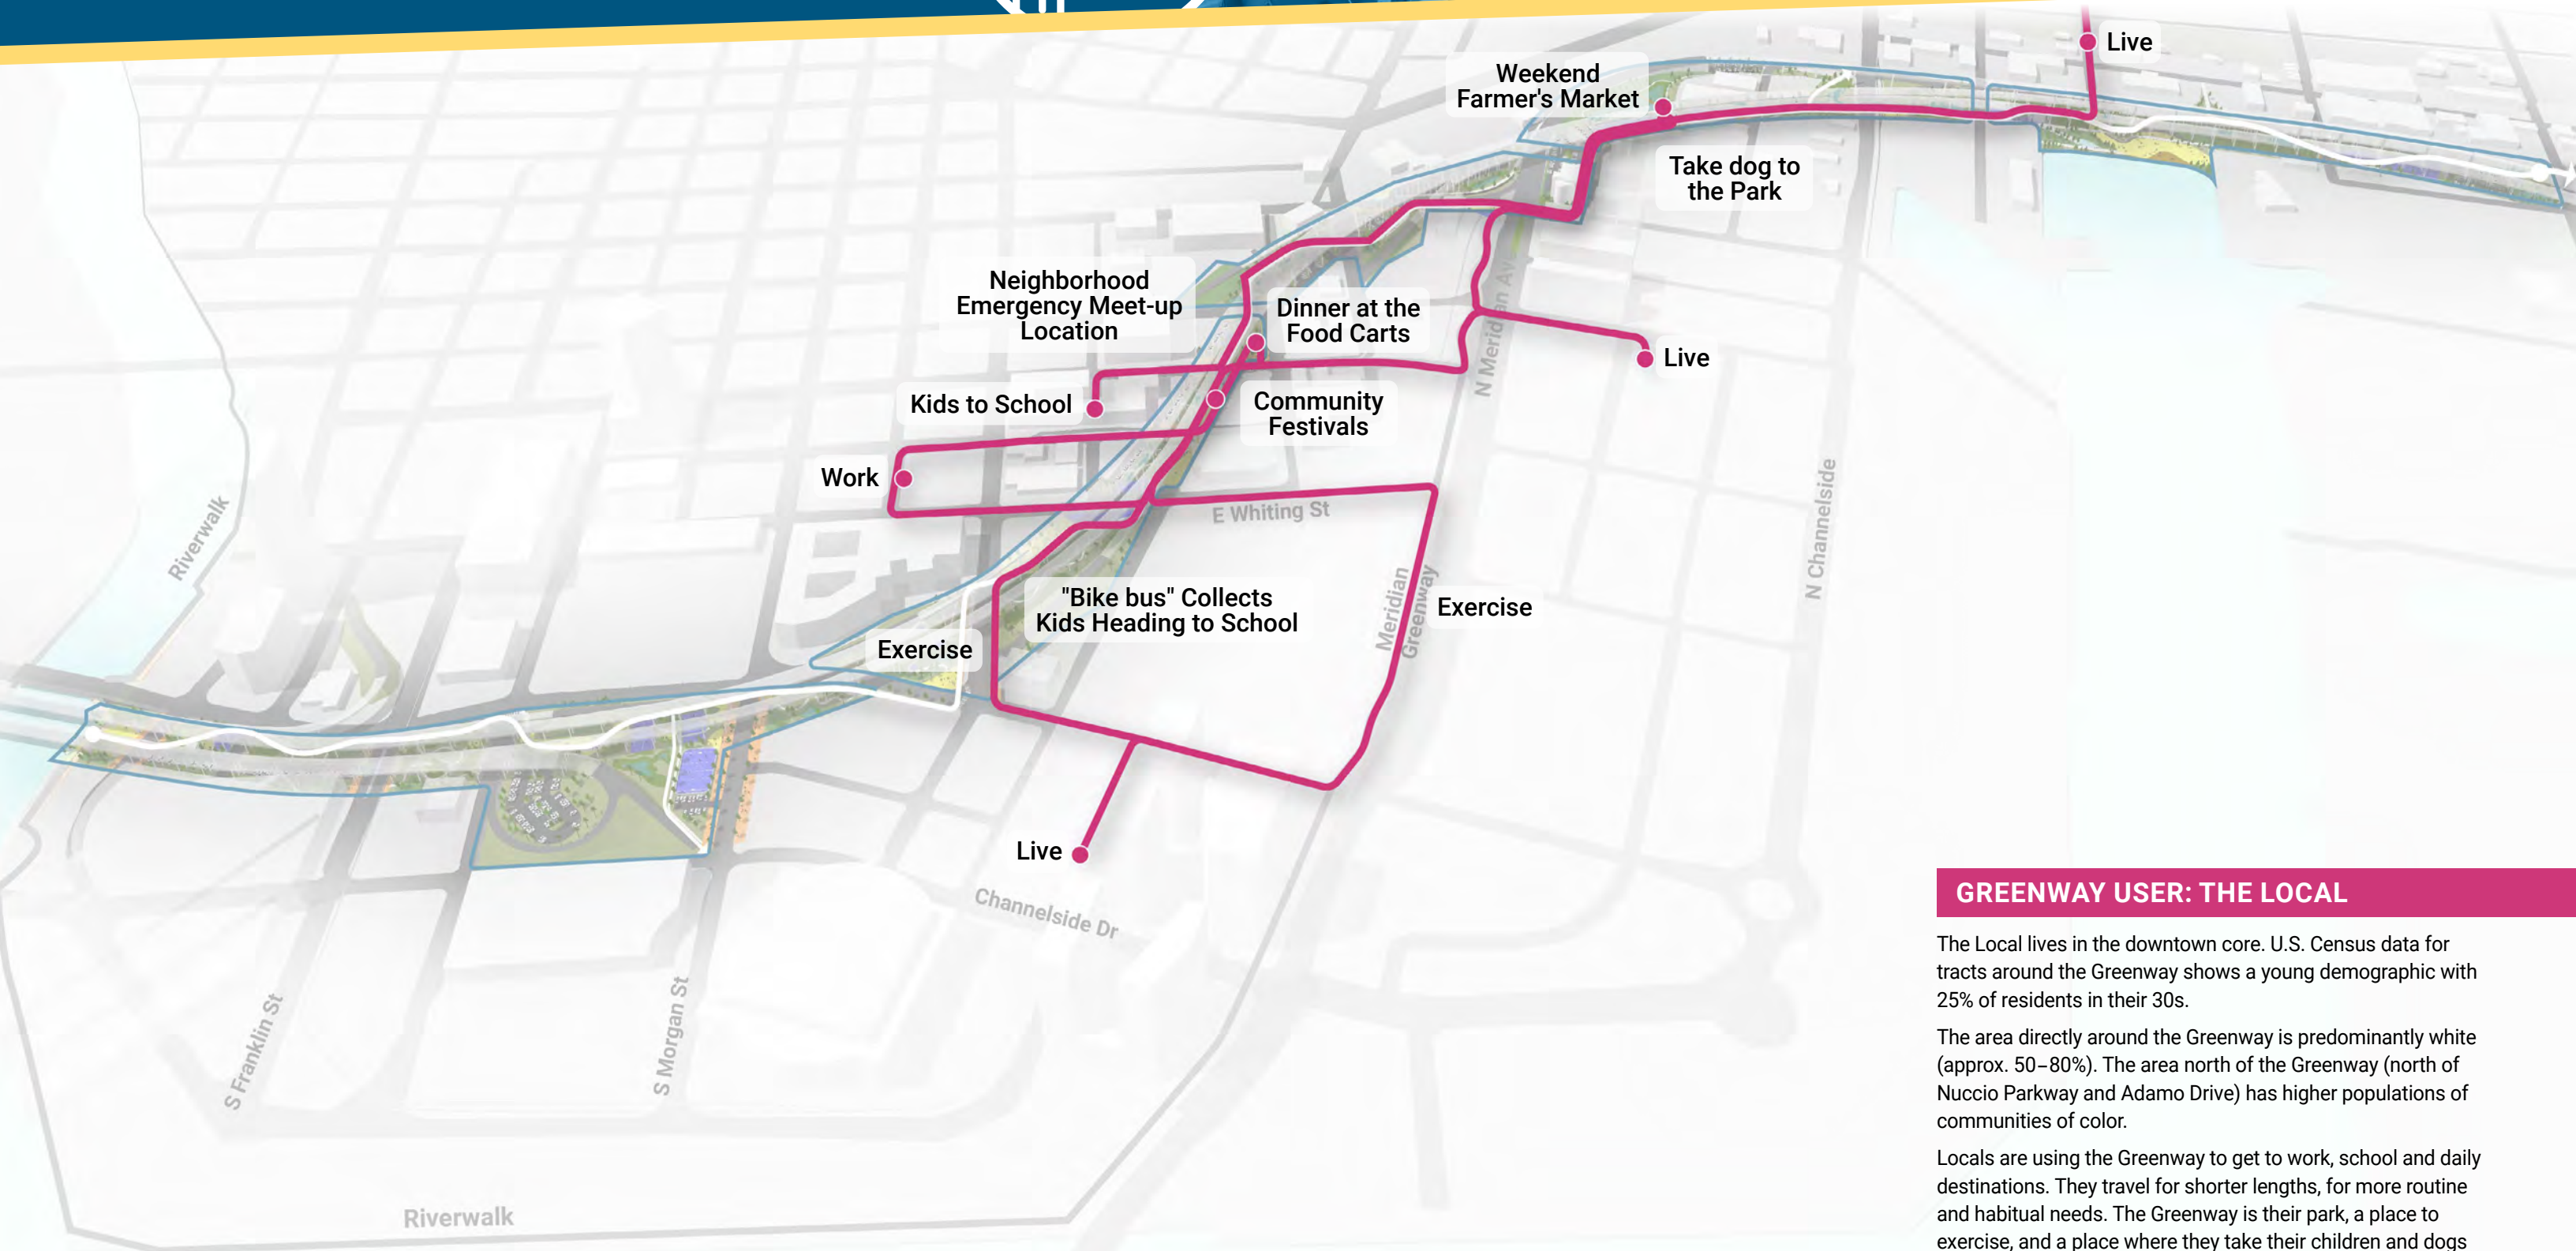 Live
Weekend
Farmer's Market
Take dog to
the Park
Neighborhood
Emergency Meet-up
Location
Dinner at the
Food Carts
N Meridian Av
Live
Kids to School
Community
Festivals
Work
E Whiting St
Riverwalk
N Channelside
"Bike bus" Collects
Kids Heading to School
Meridian
Greenway
Exercise
Exercise
Live
Channelside Dr
S Franklin St
S Morgan St
Riverwalk
GREENWAY USER: THE LOCAL
The Local lives in the downtown core. U.S. Census data for
tracts around the Greenway shows a young demographic with
25% of residents in their 30s.
The area directly around the Greenway is predominantly white
(approx. 50–80%). The area north of the Greenway (north of
Nuccio Parkway and Adamo Drive) has higher populations of
communities of color.
Locals are using the Greenway to get to work, school and daily
destinations. They travel for shorter lengths, for more routine
and habitual needs. The Greenway is their park, a place to
exercise, and a place where they take their children and dogs